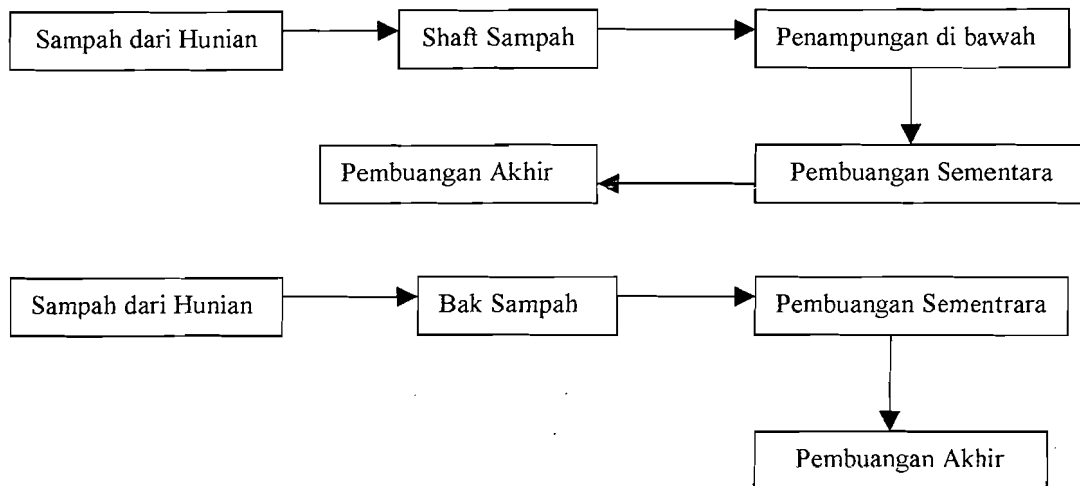 Sampah dari Hunian
Shaft Sampah
Penampungan di bawah
Pembuangan Akhir
Pembuangan Sementara
Sampah dari Hunian
Bak Sampah
Pembuangan Sementrara
Pembuangan Akhir